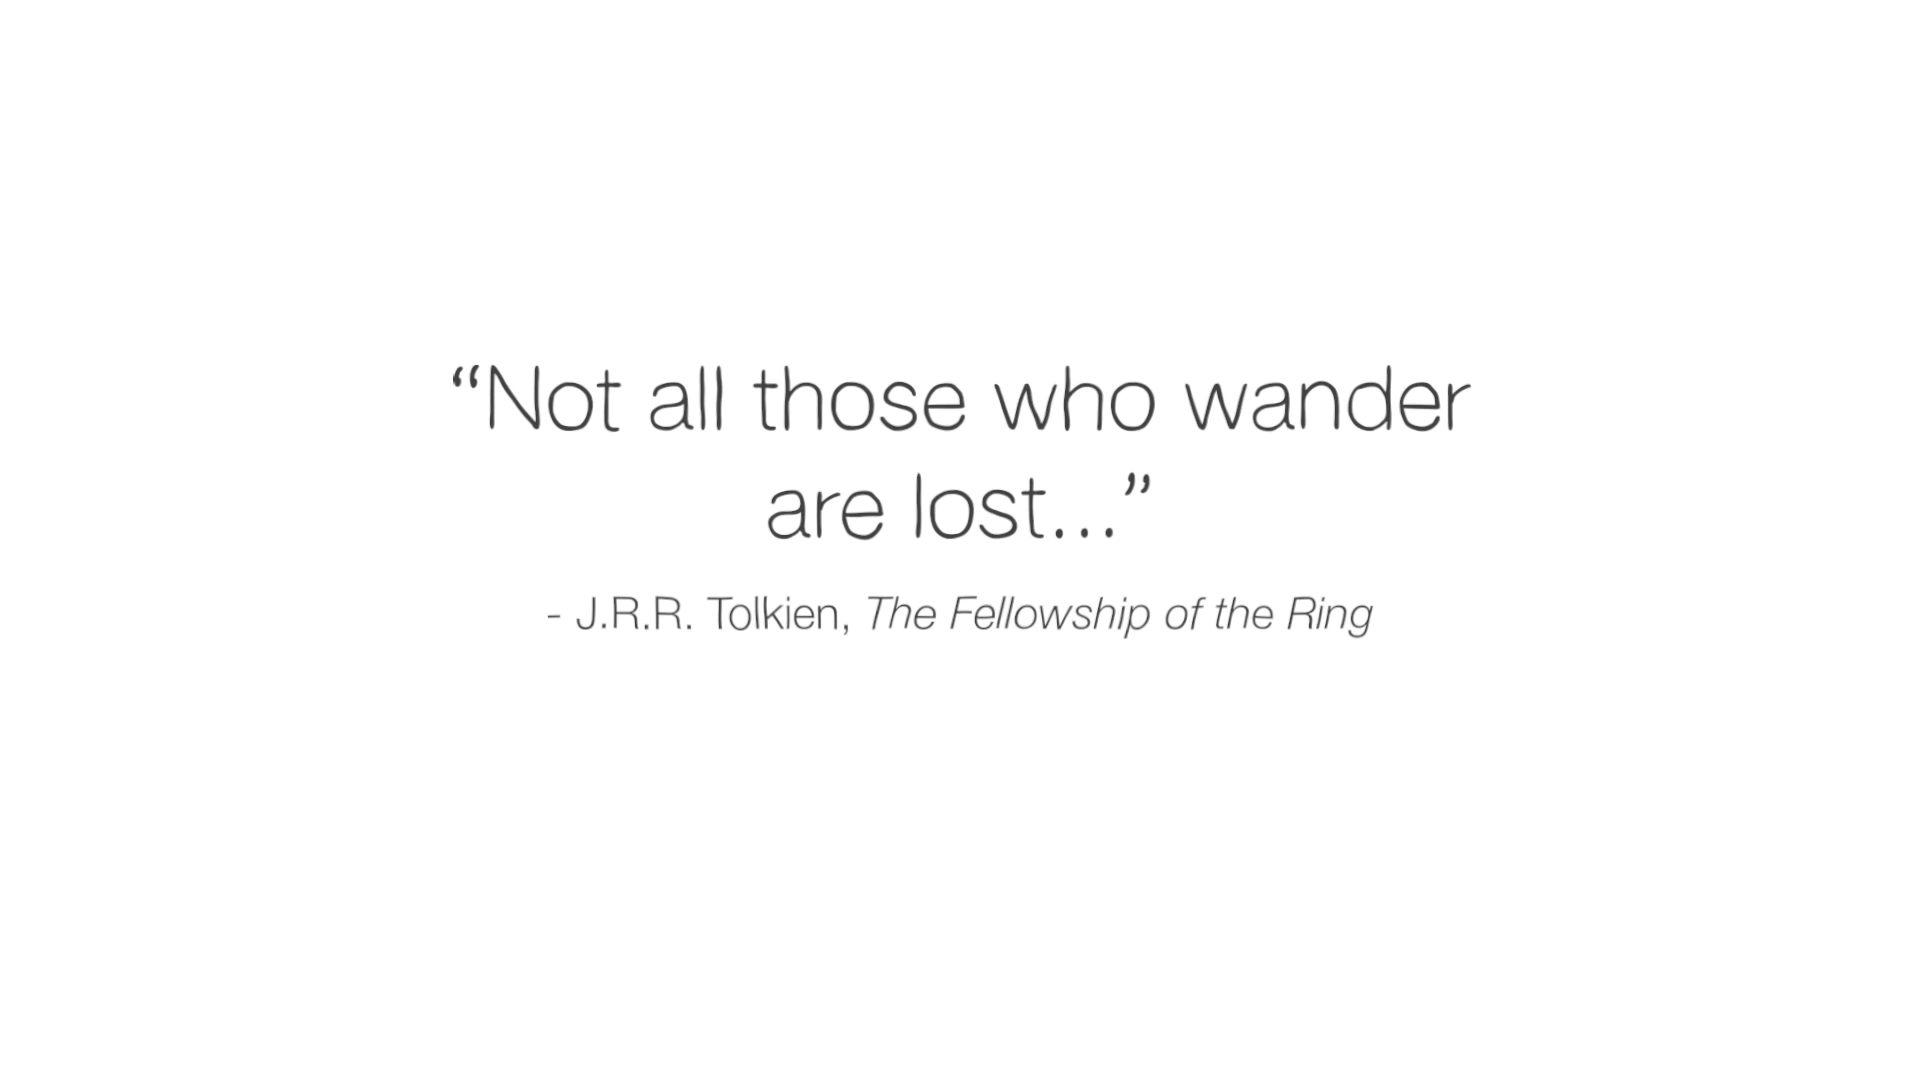 “Not all those who wander
are lost...”
- J.R.R. Tolkien, The Fellowship of the Ring